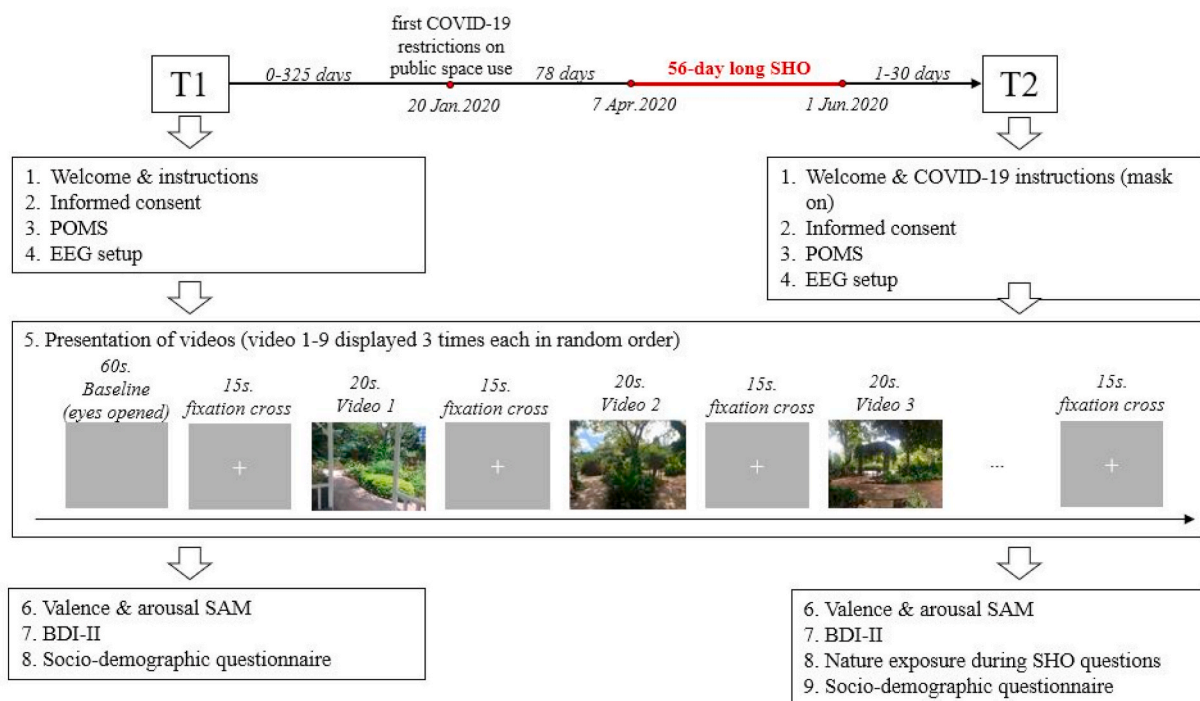 first COVID-19
restrictions on
public space use
T1
0-325 days
78 days
56-day long SHO
1-30 days
T2
20 Jan.2020
7 Apr.2020
1 Jun.2020
1. Welcome & instructions
2. Informed consent
3. POMS
4. EEG setup
1. Welcome & COVID-19 instructions (mask
on)
2. Informed consent
3. POMS
4. EEG setup
5. Presentation of videos (video 1-9 displayed 3 times each in random order)
60s.
Baseline
(eyes opened)
15s.
fixation cross
20s.
Video 1
15s.
fixation cross
20s.
Video 2
15s.
fixation cross
20s.
Video 3
...
15s.
fixation cross
6. Valence & arousal SAM
7. BDI-II
8. Socio-demographic questionnaire
6. Valence & arousal SAM
7. BDI-II
8. Nature exposure during SHO questions
9. Socio-demographic questionnaire